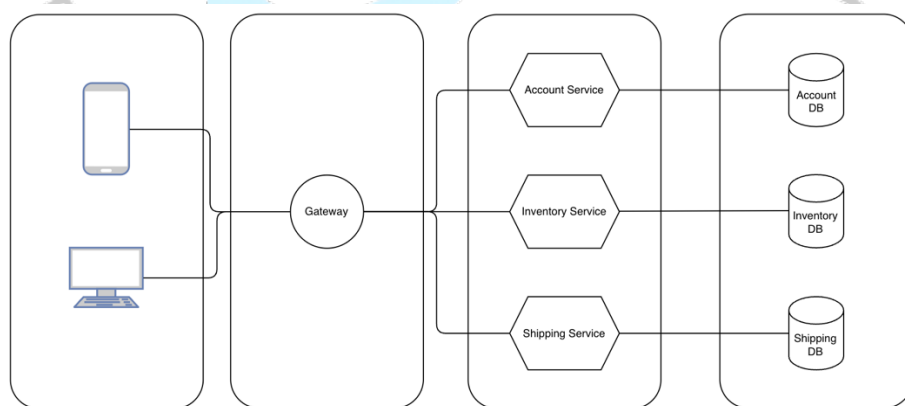 Gateway
Account Service
Inventory Service
Shipping Service
Account
DB
Inventory
DB
Shipping
DB